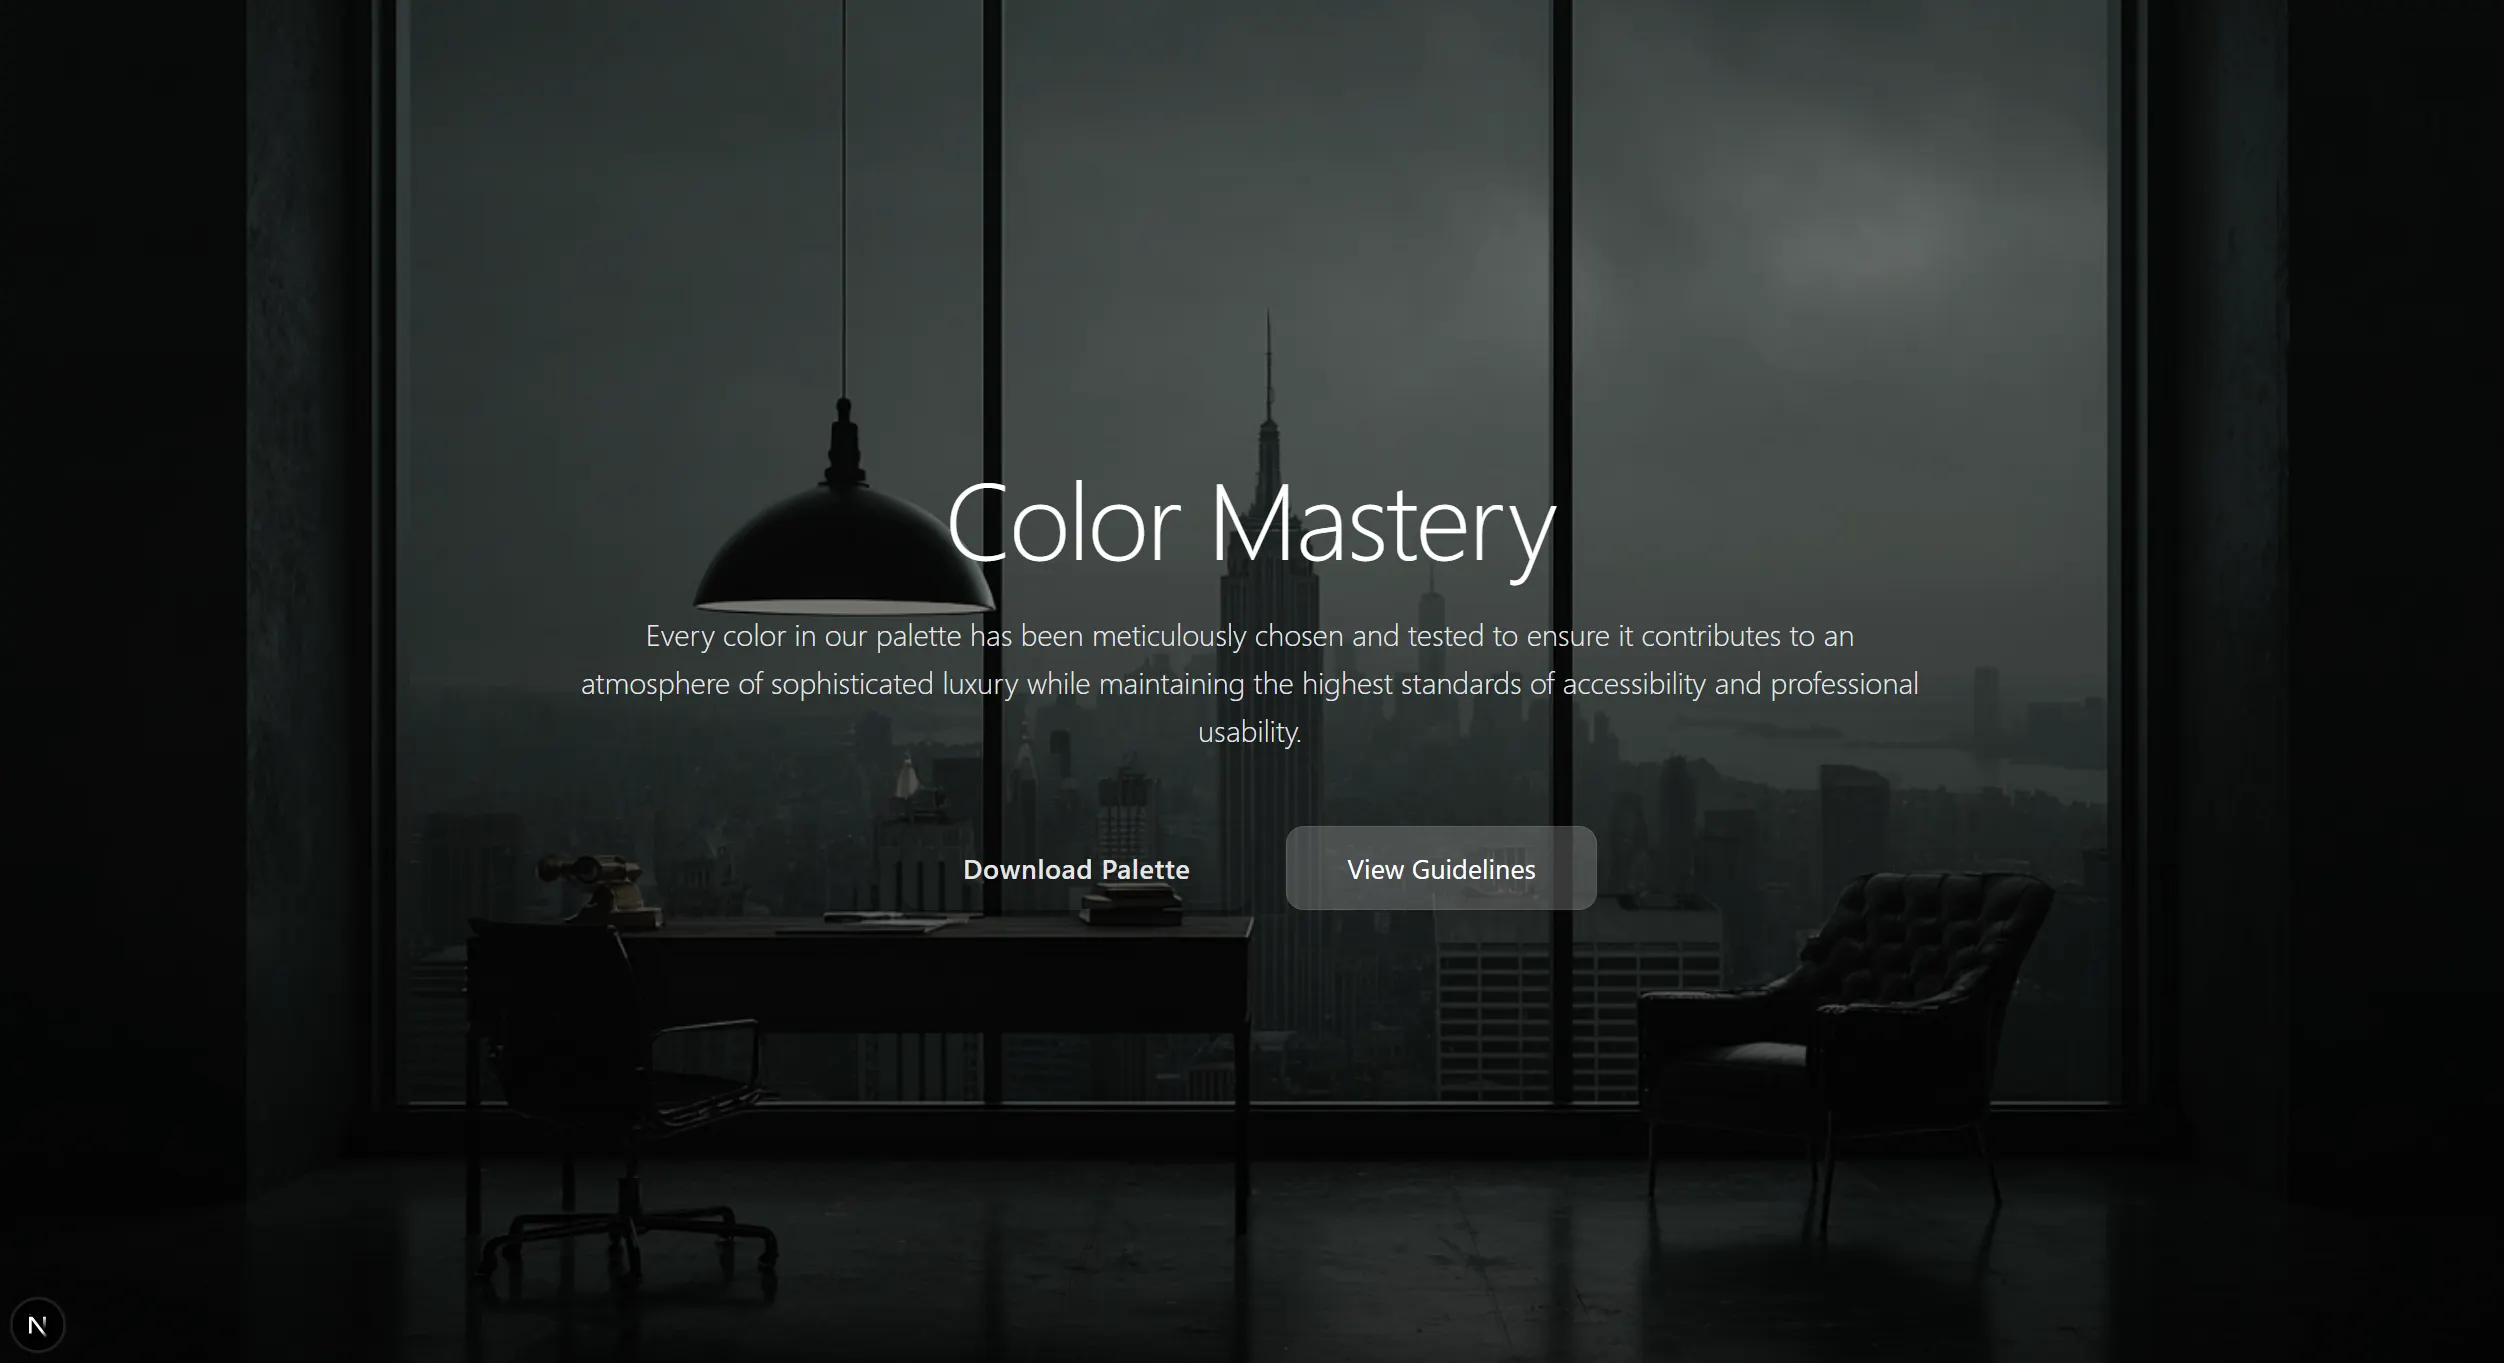 Color Mastery
Every color in our palette has been meticulously chosen and tested to ensure it contributes to an
atmosphere of sophisticated luxury while maintaining the highest standards of accessibility and professional
usability.
Download Palette
View Guidelines
N